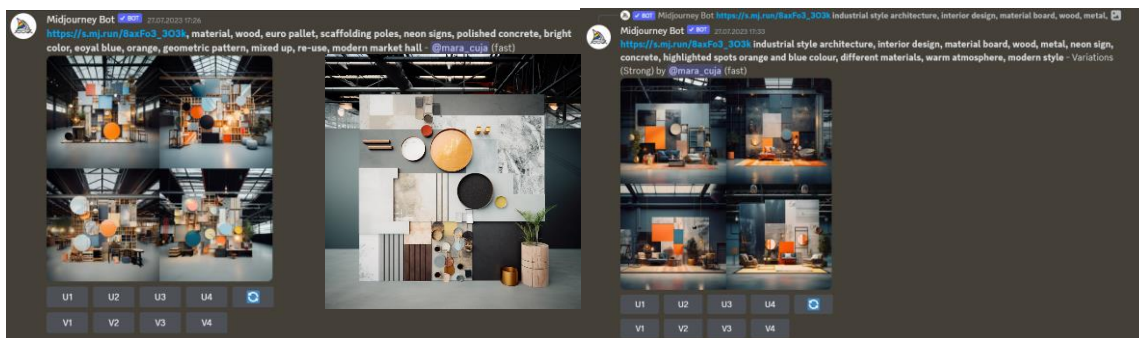 Midjourney Bot ✓ BOT 27.07.2023 17:26
https://s.mj.run/8axFo3_3O3k, material, wood, euro pallet, scaffolding poles, neon signs, polished concrete, bright
color, eoyal blue, orange, geometric pattern, mixed up, re-use, modern market hall - @mara_cuja (fast)
U1 U2 U3 U4
V1 V2 V3 V4
✓ BOT Midjourney Bot https://s.mj.run/8axFo3_3O3k industrial style architecture, interior design, material board, wood, metal,
Midjourney Bot ✓ BOT 27.07.2023 11:33
https://s.mj.run/8axFo3_3O3k industrial style architecture, interior design, material board, wood, metal, neon sign,
concrete, highlighted spots orange and blue colour, different materials, warm atmosphere, modern style - Variations
(Strong) by @mara_cuja (fast)
U1 U2 U3 U4
V1 V2 V3 V4